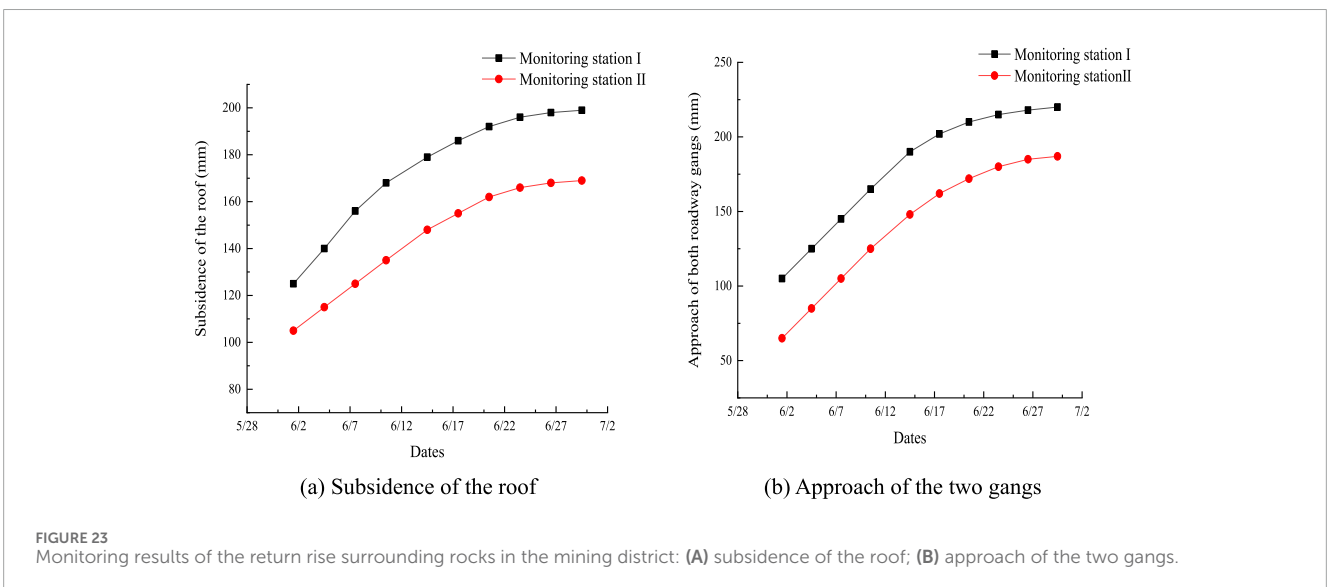 Monitoring station I
Monitoring station II
200
180
160
140
120
100
80
Subsidence of the roof (mm)
5/28 6/2 6/7 6/12 6/17 6/22 6/27 7/2
Dates
(a) Subsidence of the roof
Monitoring station I
Monitoring stationII
250
200
150
100
50
Approach of both roadway gangs (mm)
5/28 6/2 6/7 6/12 6/17 6/22 6/27 7/2
Dates
(b) Approach of the two gangs
FIGURE 23
Monitoring results of the return rise surrounding rocks in the mining district: (A) subsidence of the roof; (B) approach of the two gangs.